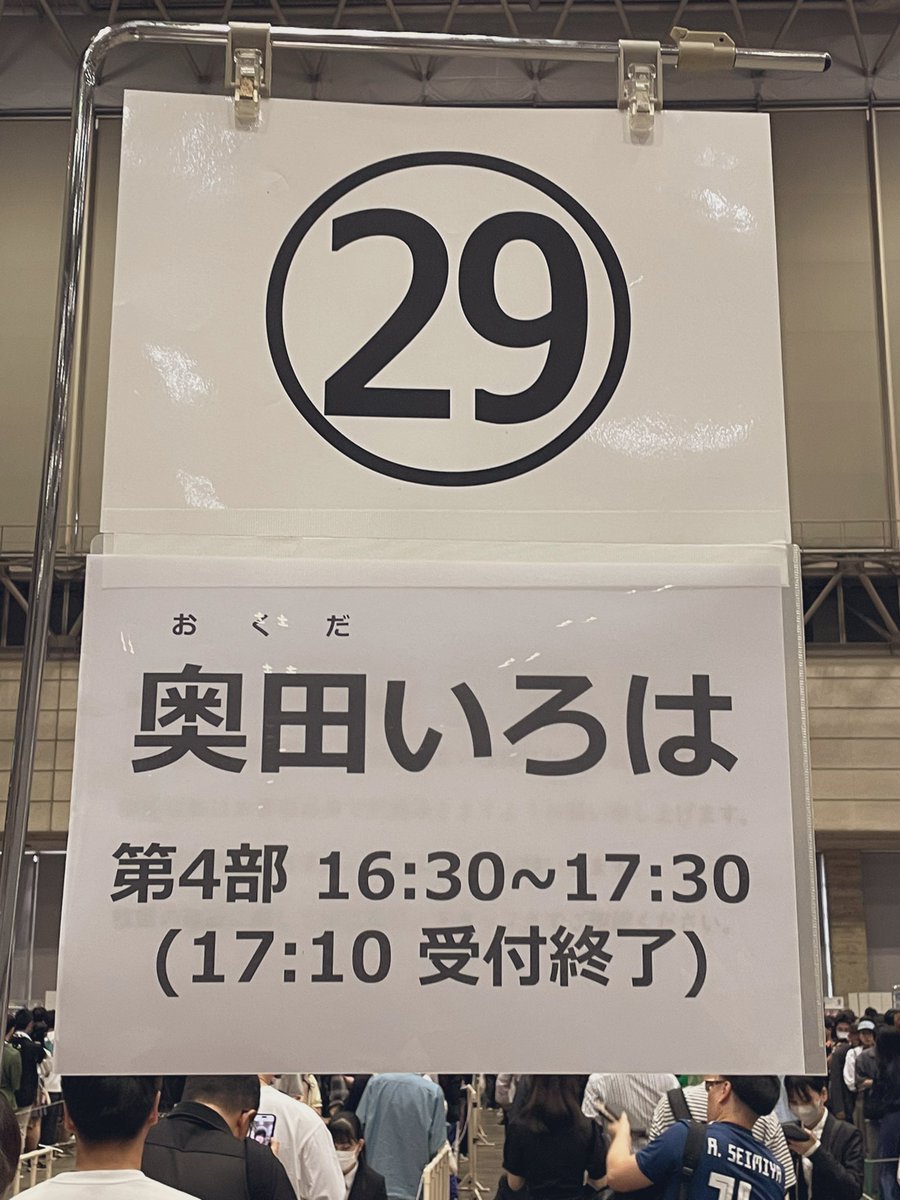 29
おくだ
奥田いろは
第4部 16:30~17:30
(17:10 受付終了)
A. SEIMIYA